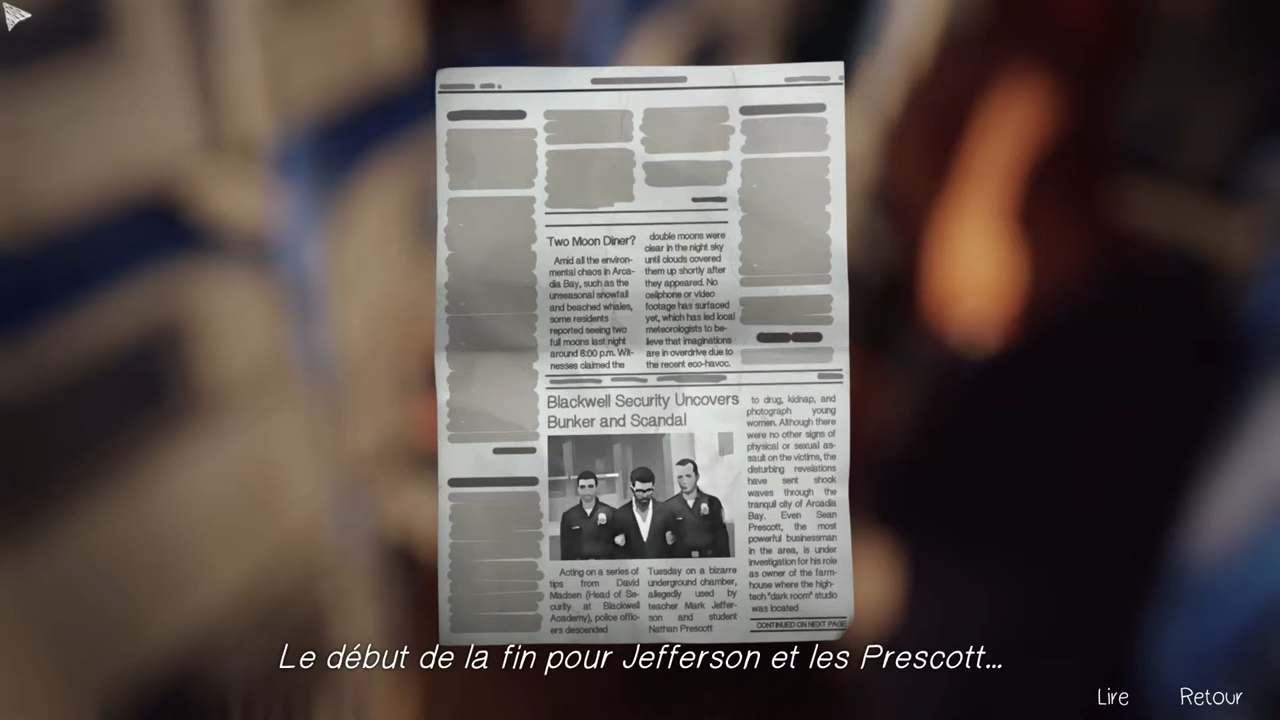 Two Moon Diner?
Amid all the environ-
mental chaos in Arca-
dia Bay, such as the
unseasonal snowfall
and beached whales,
some residents
reported seeing two
full moons last night
around 8:00 p.m. Wit-
nesses claimed the
double moons were
clear in the night sky
until clouds covered
them up shortly after
they appeared. No
cellphone or video
footage has surfaced
yet, which has led local
meteorologists to be-
lieve that imaginations
are in overdrive due to
the recent eco-havoc.
Blackwell Security Uncovers
Bunker and Scandal
Acting on a series of
tips from David
Madsen (Head of Se-
curity at Blackwell
Academy), police offic-
ers descended
Tuesday on a bizarre
underground chamber,
allegedly used by
teacher Mark Jeffer-
son and student
Nathan Prescott
to drug, kidnap, and
photograph young
women. Although there
were no other signs of
physical or sexual as-
sault on the victims, the
disturbing revelations
have sent shock
waves through the
tranquil city of Arcadia
Bay. Even Sean
Prescott, the most
powerful businessman
in the area, is under
investigation for his role
as owner of the farm-
house where the high-
tech "dark room" studio
was located
CONTINUED ON NEXT PAGE
Le début de la fin pour Jefferson et les Prescott...
Lire
Retour